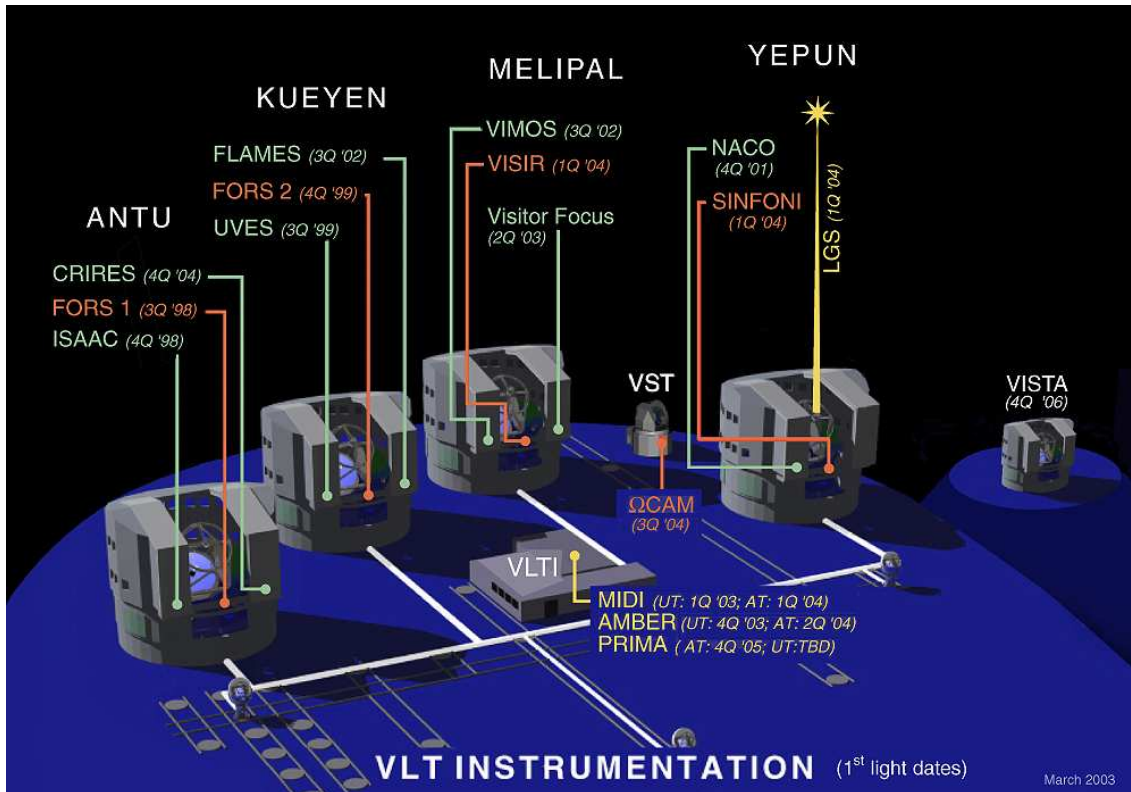 ANTU
CRIRES (4Q '04)
FORS 1 (3Q '98)
ISAAC (4Q '98)
KUEYEN
FLAMES (3Q '02)
FORS 2 (4Q '99)
UVES (3Q '99)
MELIPAL
VIMOS (3Q '02)
VISIR (1Q '04)
Visitor Focus
(2Q '03)
YEPUN
NACO
(4Q '01)
SINFONI
(1Q '04)
LGS (1Q '04)
VST
ΩCAM
(3Q '04)
VISTA
(4Q '06)
VLTI
MIDI (UT: 1Q '03; AT: 1Q '04)
AMBER (UT: 4Q '03; AT: 2Q '04)
PRIMA ( AT: 4Q '05; UT:TBD)
VLT INSTRUMENTATION (1st light dates)
March 2003